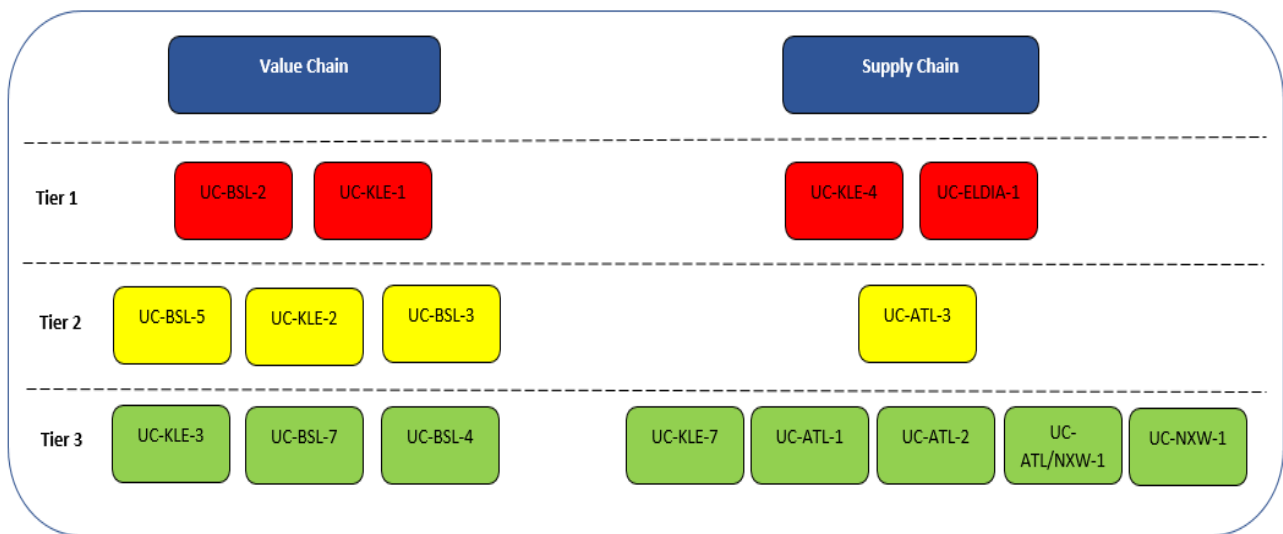 Value Chain
Supply Chain
Tier 1
UC-BSL-2
UC-KLE-1
UC-KLE-4
UC-ELDIA-1
Tier 2
UC-BSL-5
UC-KLE-2
UC-BSL-3
UC-ATL-3
Tier 3
UC-KLE-3
UC-BSL-7
UC-BSL-4
UC-KLE-7
UC-ATL-1
UC-ATL-2
UC-
ATL/NXW-1
UC-NXW-1